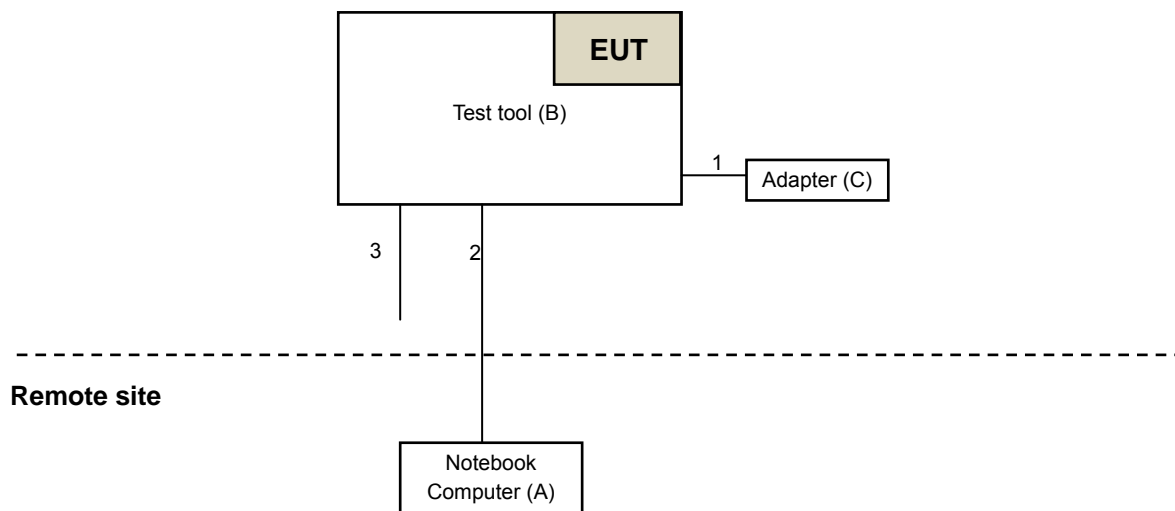 EUT
Test tool (B)
1
Adapter (C)
3
2
Remote site
Notebook
Computer (A)